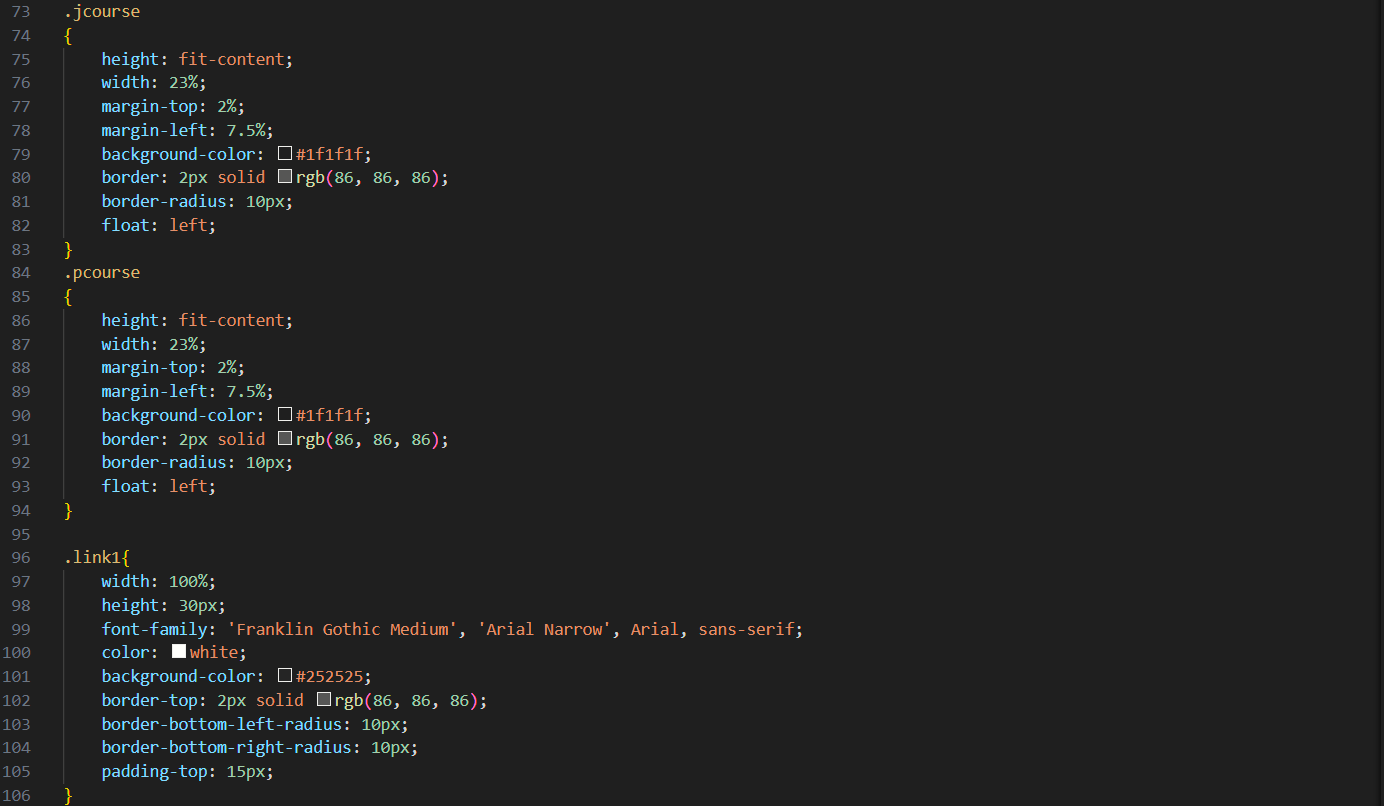 73 .jcourse
74 {
75     height: fit-content;
76     width: 23%;
77     margin-top: 2%;
78     margin-left: 7.5%;
79     background-color: #1f1f1f;
80     border: 2px solid rgb(86, 86, 86);
81     border-radius: 10px;
82     float: left;
83 }
84 .pcourse
85 {
86     height: fit-content;
87     width: 23%;
88     margin-top: 2%;
89     margin-left: 7.5%;
90     background-color: #1f1f1f;
91     border: 2px solid rgb(86, 86, 86);
92     border-radius: 10px;
93     float: left;
94 }
95
96 .link1{
97     width: 100%;
98     height: 30px;
99     font-family: 'Franklin Gothic Medium', 'Arial Narrow', Arial, sans-serif;
100     color: white;
101     background-color: #252525;
102     border-top: 2px solid rgb(86, 86, 86);
103     border-bottom-left-radius: 10px;
104     border-bottom-right-radius: 10px;
105     padding-top: 15px;
106 }